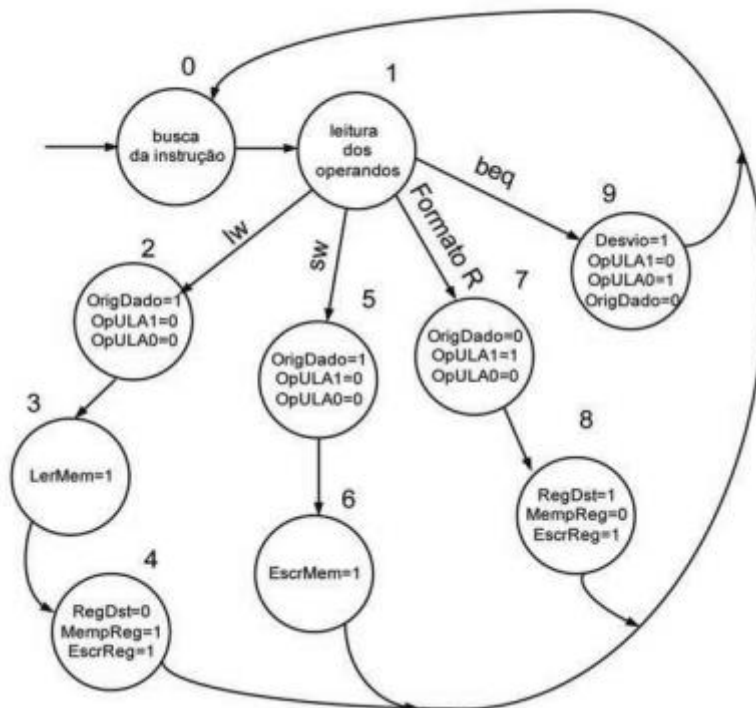 0
busca
da instrução
1
leitura
dos
operandos
lw
sw
Formato R
beq
2
OrigDado=1
OpULA1=0
OpULA0=0
3
LerMem=1
4
RegDst=0
MempReg=1
EscrReg=1
5
OrigDado=1
OpULA1=0
OpULA0=0
6
EscrMem=1
7
OrigDado=0
OpULA1=1
OpULA0=0
8
RegDst=1
MempReg=0
EscrReg=1
9
Desvio=1
OpULA1=0
OpULA0=1
OrigDado=0